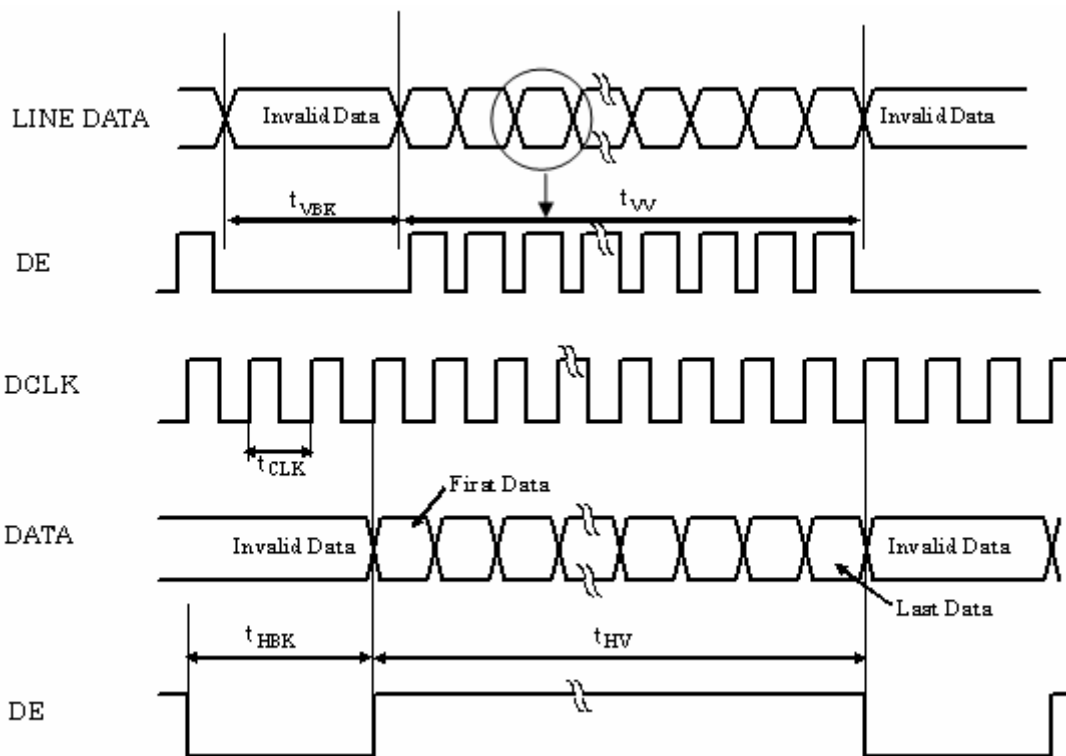 LINE DATA
Invalid Data
Invalid Data
tVBK
tVV
DE
DCLK
tCLK
First Data
DATA
Invalid Data
Invalid Data
Last Data
tHBK
tHV
DE